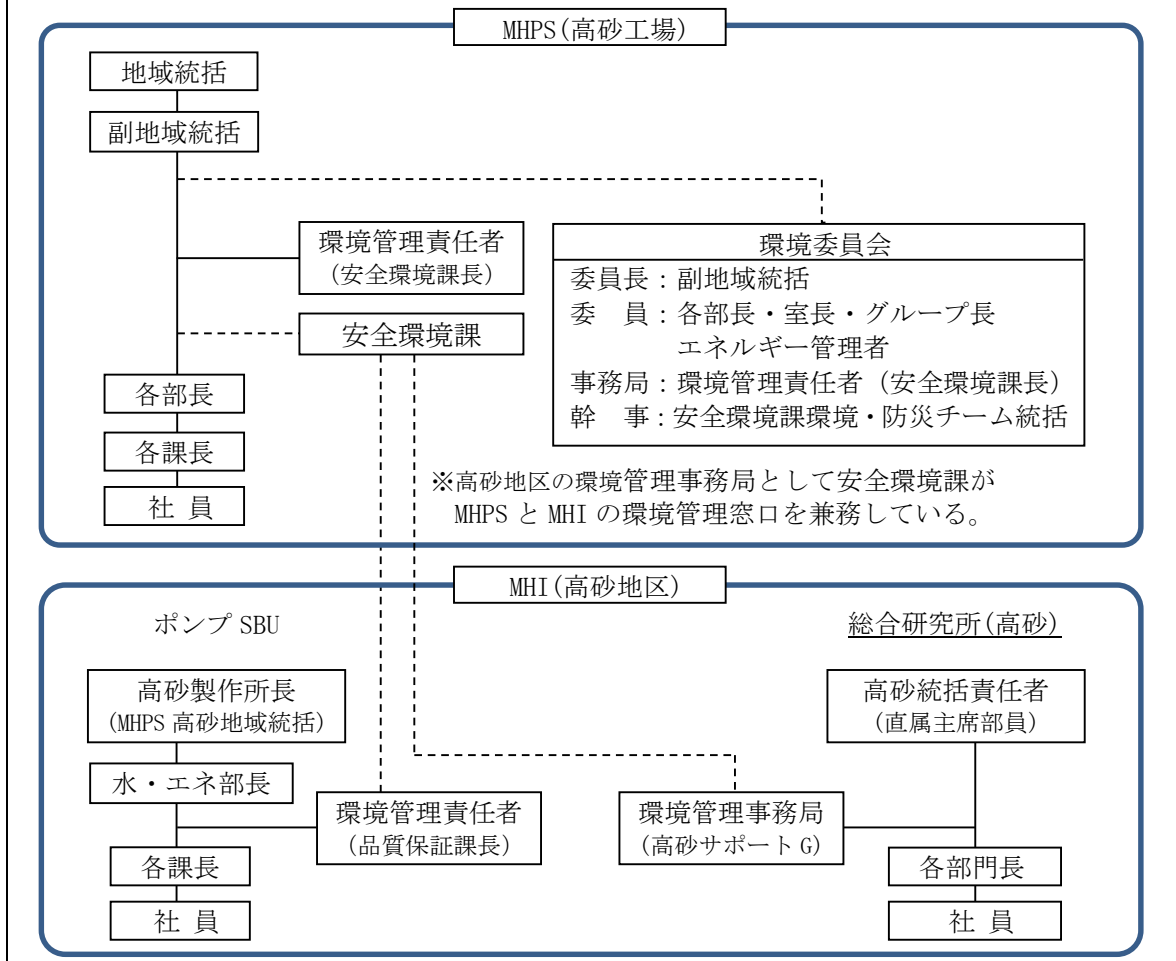 MHPS(高砂工場)
地域統括
副地域統括
環境管理責任者
(安全環境課長)
安全環境課
各部長
各課長
社 員
環境委員会
委員長：副地域統括
委　員：各部長・室長・グループ長
エネルギー管理者
事務局：環境管理責任者（安全環境課長）
幹　事：安全環境課環境・防災チーム統括
※高砂地区の環境管理事務局として安全環境課が
MHPS と MHI の環境管理窓口を兼務している。
MHI(高砂地区)
ポンプ SBU
高砂製作所長
(MHPS 高砂地域統括)
水・エネ部長
環境管理責任者
(品質保証課長)
各課長
社 員
総合研究所(高砂)
高砂統括責任者
(直属主席部員)
環境管理事務局
(高砂サポート G)
各部門長
社 員